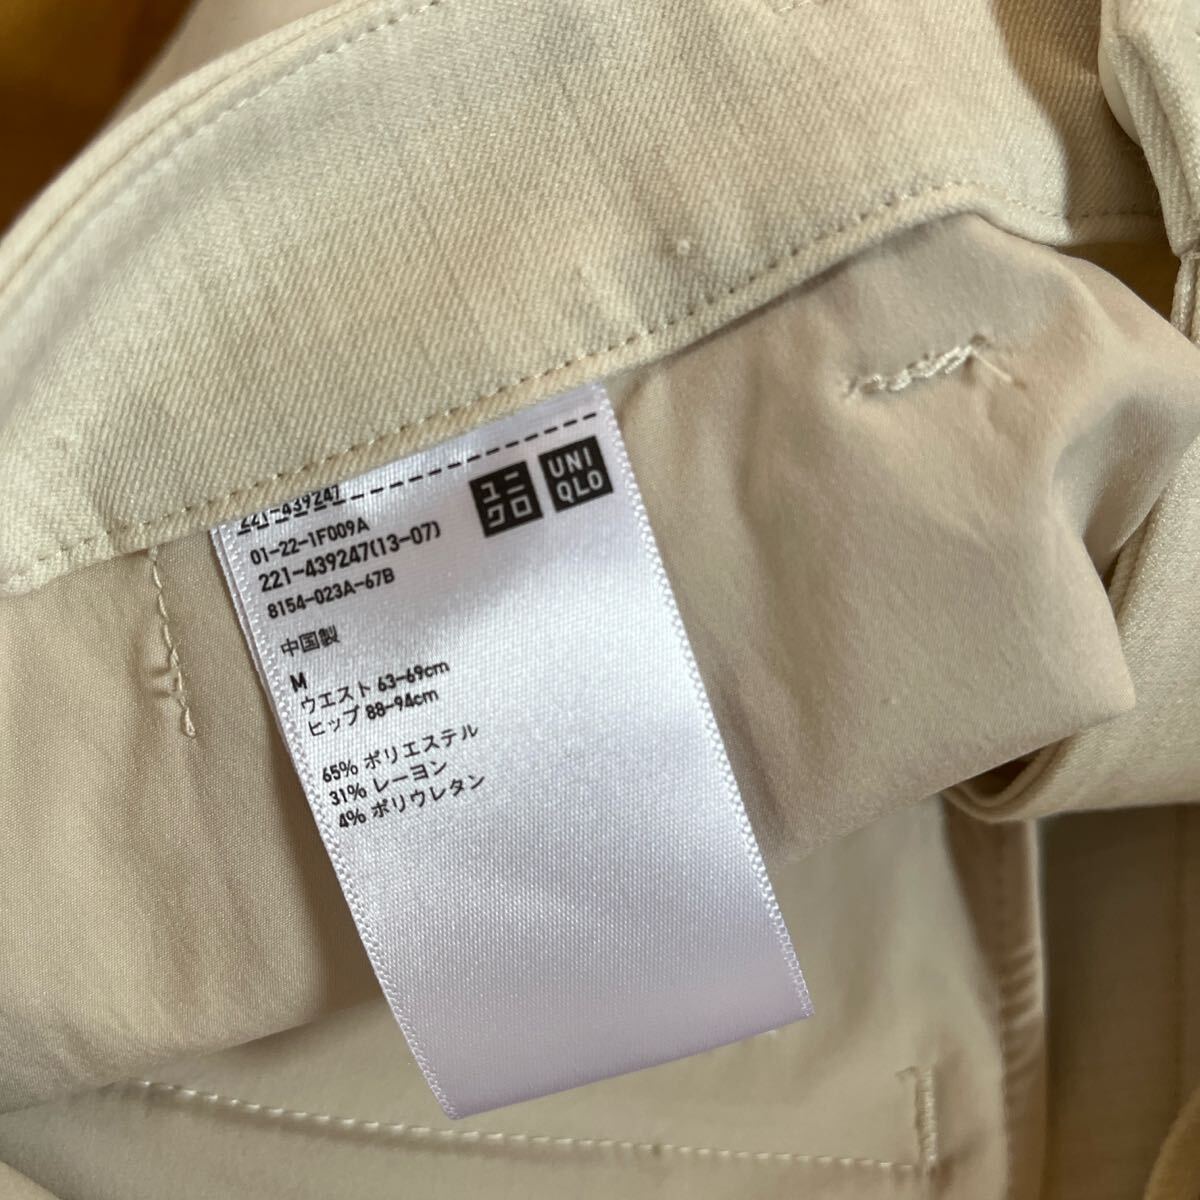 221-439247
ユニ
クロ
UNI
QLO
01-22-1F009A
221-439247(13-07)
8154-023A-67B
中国製
M
ウエスト 63-69cm
ヒップ 88-94cm
65% ポリエステル
31% レーヨン
4% ポリウレタン